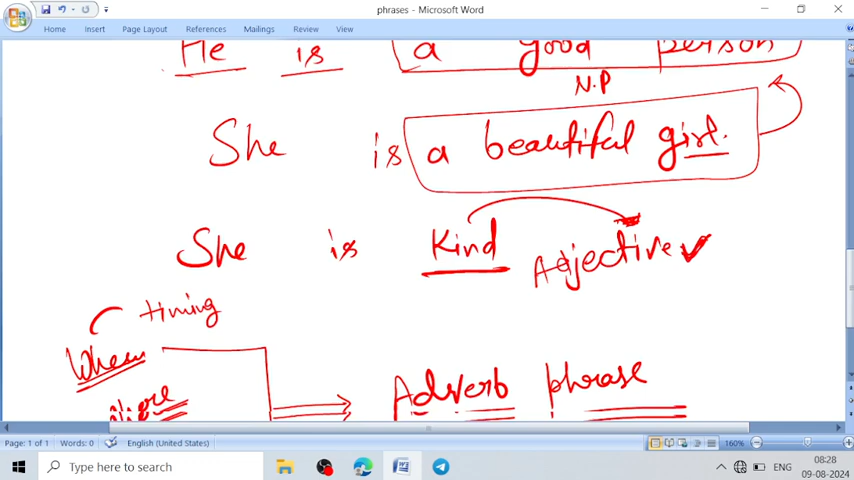 phrases - Microsoft Word
Home Insert Page Layout References Mailings Review View
He is a good person
N.P
She is a beautiful girl.
She is Kind Adjective
timing
When
Adverb phrase
Page: 1 of 1 Words: 0 English (United States) 160%
Type here to search
ENG
08:28
09-08-2024